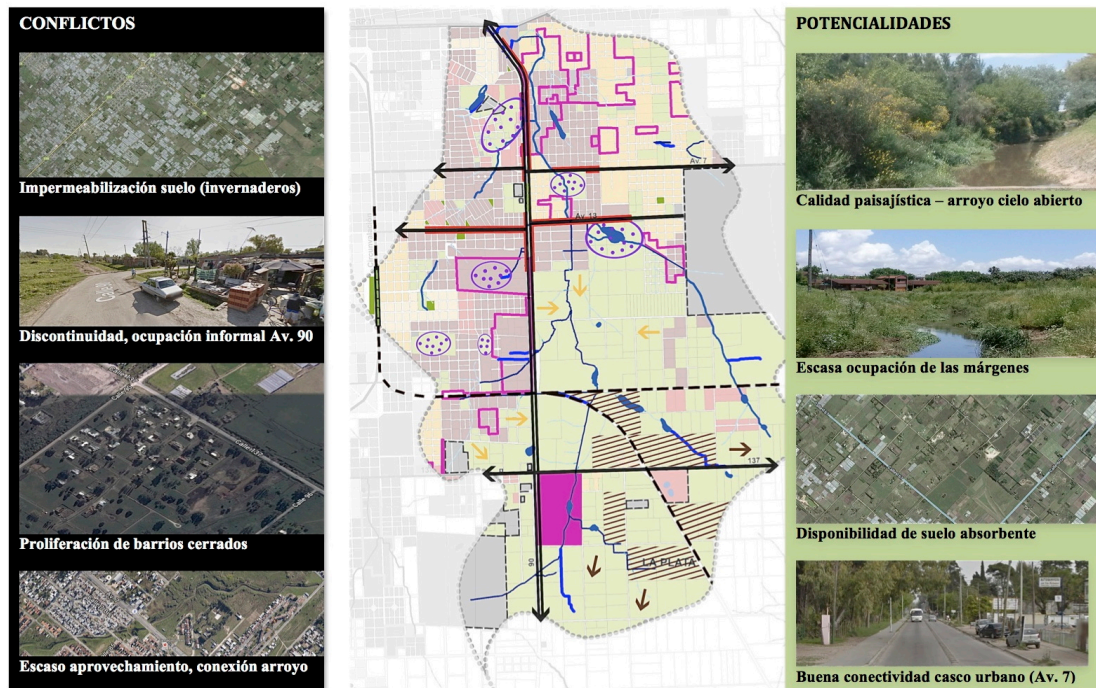 CONFLICTOS
Impermeabilización suelo (invernaderos)
Discontinuidad, ocupación informal Av. 90
Proliferación de barrios cerrados
Escaso aprovechamiento, conexión arroyo
Av. 7
Av. 13
137
90
LA PLATA
POTENCIALIDADES
Calidad paisajística – arroyo cielo abierto
Escasa ocupación de las márgenes
Disponibilidad de suelo absorbente
Buena conectividad casco urbano (Av. 7)